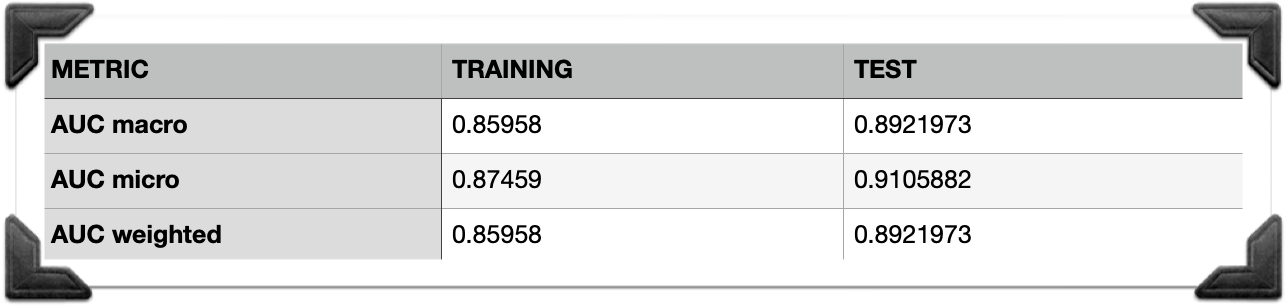 METRIC TRAINING TEST
AUC macro 0.85958 0.8921973
AUC micro 0.87459 0.9105882
AUC weighted 0.85958 0.8921973